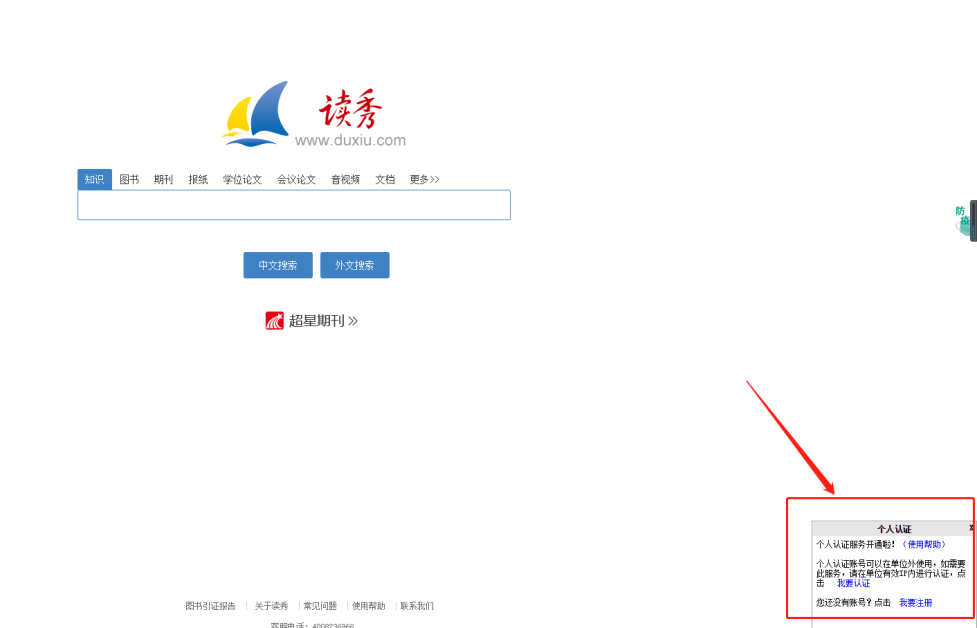 读秀
www.duxiu.com
知识 图书 期刊 报纸 学位论文 会议论文 音视频 文档 更多>>
中文搜索 外文搜索
超星期刊
防疫
个人认证 x
个人认证服务开通啦!(使用帮助)
个人认证账号可以在单位外使用,如需要
此服务,请在单位有效IP内进行认证,点
击 我要认证
您还没有账号?点击 我要注册
图书引证报告 | 关于读秀 | 常见问题 | 使用帮助 | 联系我们
客服电话:4008236966